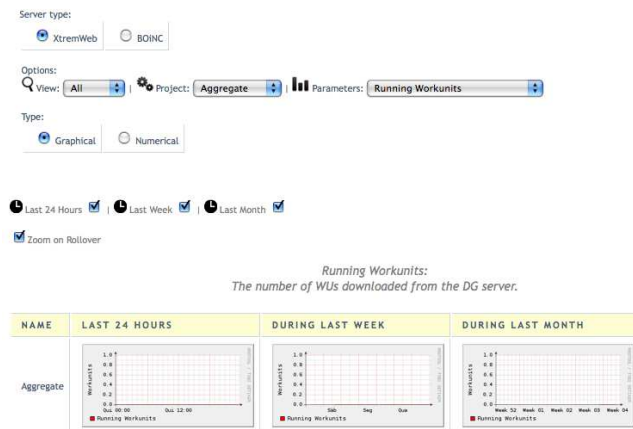 Server type:
XtremWeb BOINC
Options:
View: All | Project: Aggregate | Parameters: Running Workunits
Type:
Graphical Numerical
Last 24 Hours | Last Week | Last Month
Zoom on Rollover
Running Workunits:
The number of WUs downloaded from the DG server.
NAME LAST 24 HOURS DURING LAST WEEK DURING LAST MONTH
Aggregate
Workunits
1.0
0.8
0.6
0.4
0.2
0.0
Qui 00:00 Qui 12:00
Running Workunits
Workunits
1.0
0.8
0.6
0.4
0.2
0.0
Sáb Seg Qua
Running Workunits
Workunits
1.0
0.8
0.6
0.4
0.2
0.0
Week 52 Week 01 Week 02 Week 03 Week 04
Running Workunits